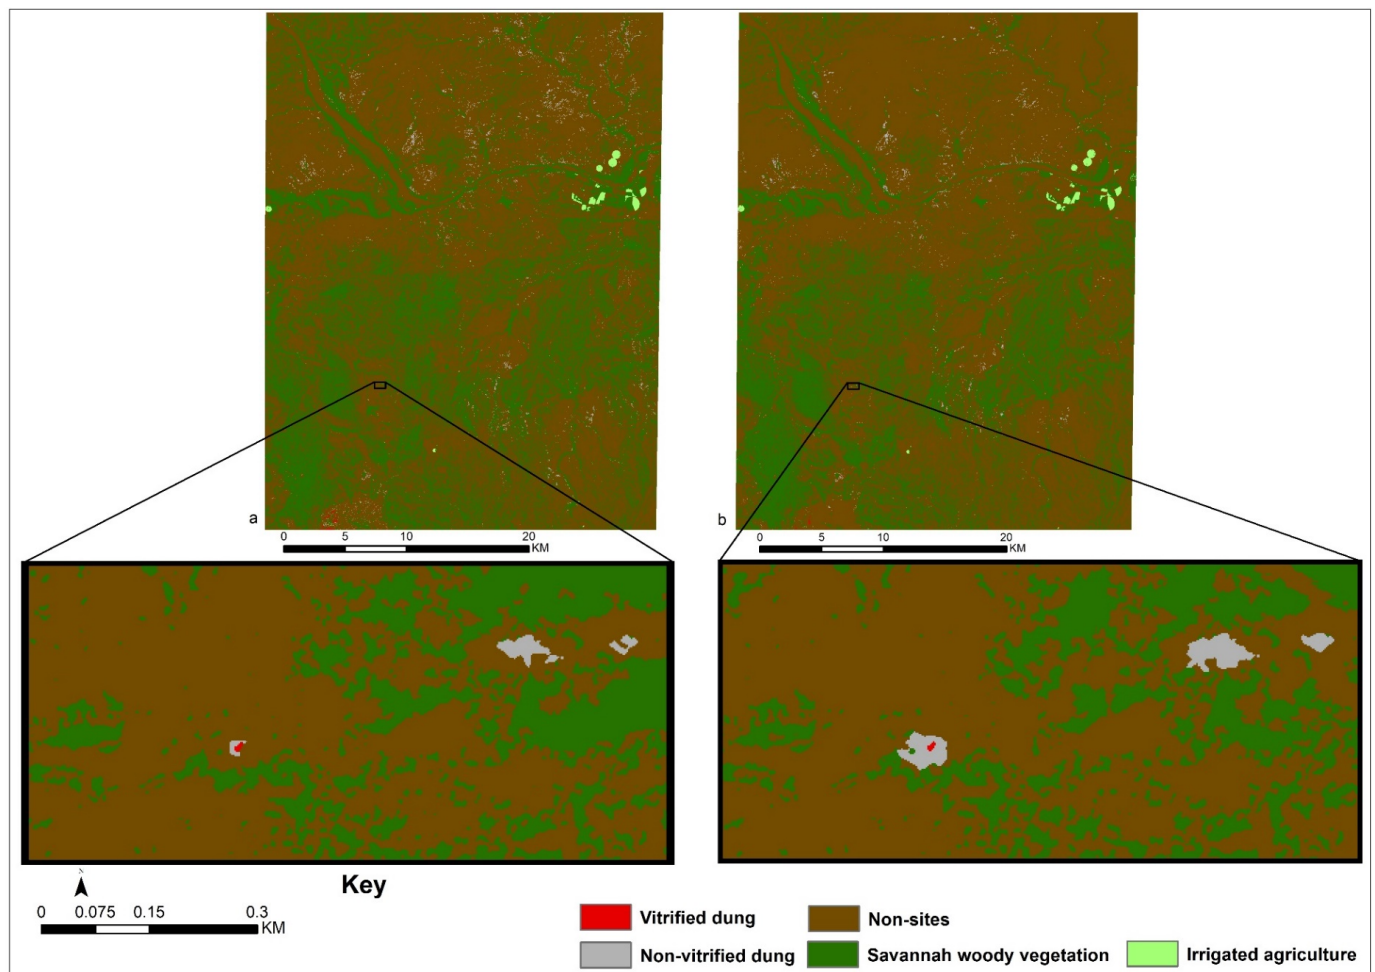 a
b
0 5 10 20
KM
0 5 10 20
KM
Key
0 0.075 0.15 0.3
KM
Vitrified dung
Non-sites
Non-vitrified dung
Savannah woody vegetation
Irrigated agriculture